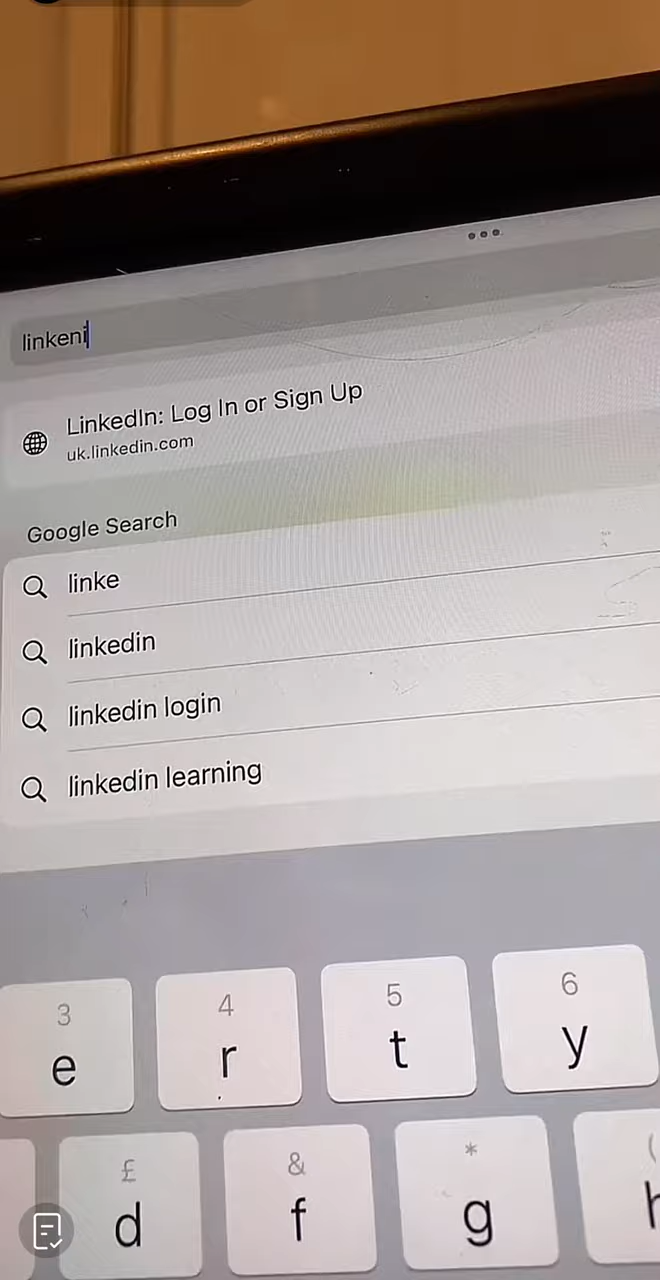 linkeni
LinkedIn: Log In or Sign Up
uk.linkedin.com
Google Search
linke
linkedin
linkedin login
linkedin learning
3 4 5 6
e r t y
£ & * (
d f g h